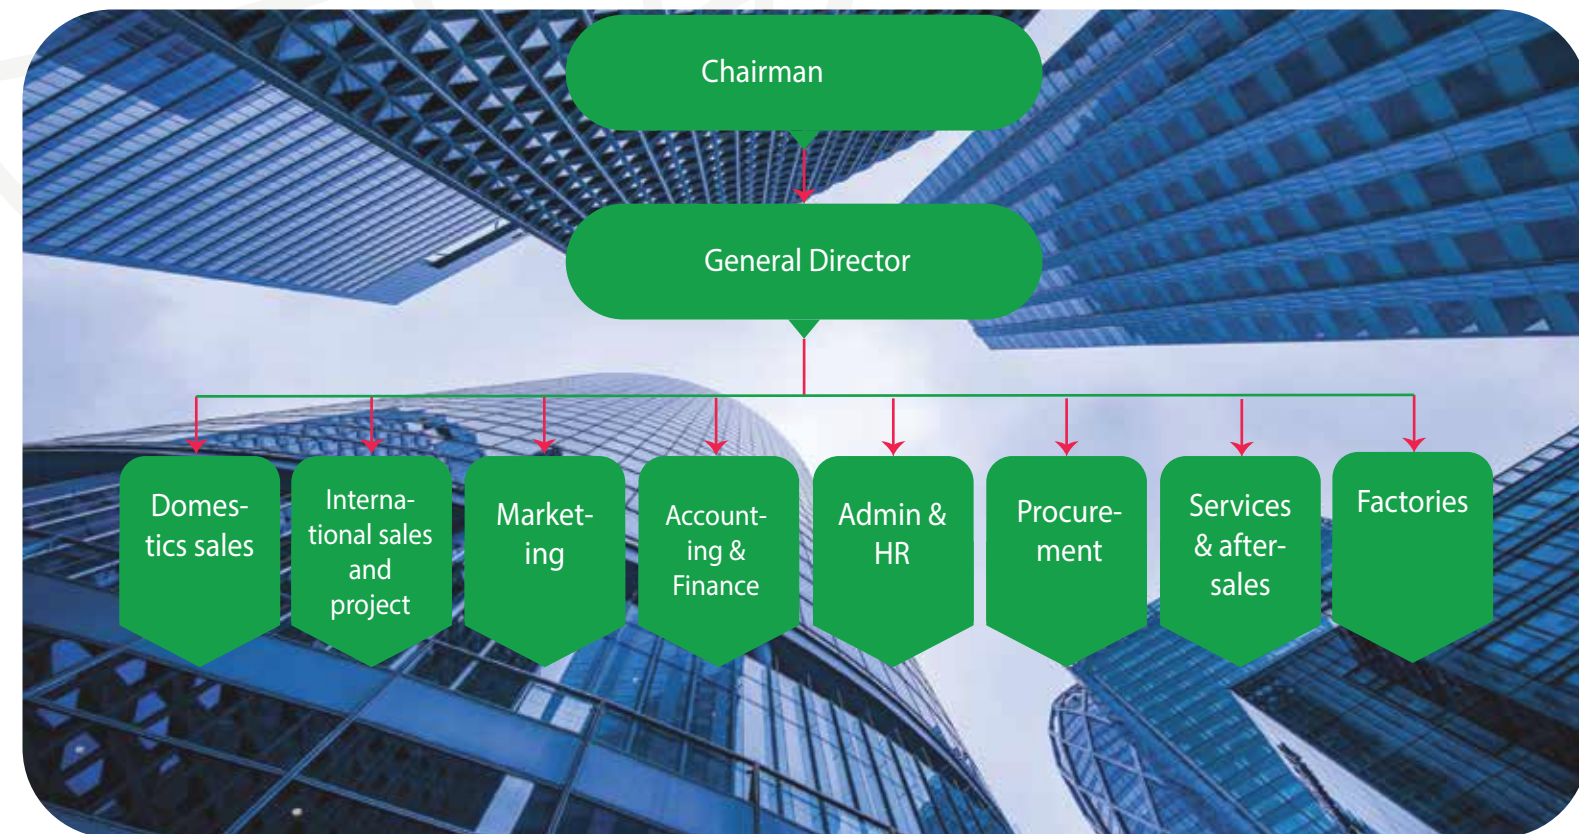 Chairman
General Director
Domes-
tics sales
Interna-
tional sales
and
project
Market-
ing
Account-
ing &
Finance
Admin &
HR
Procure-
ment
Services
& after-
sales
Factories